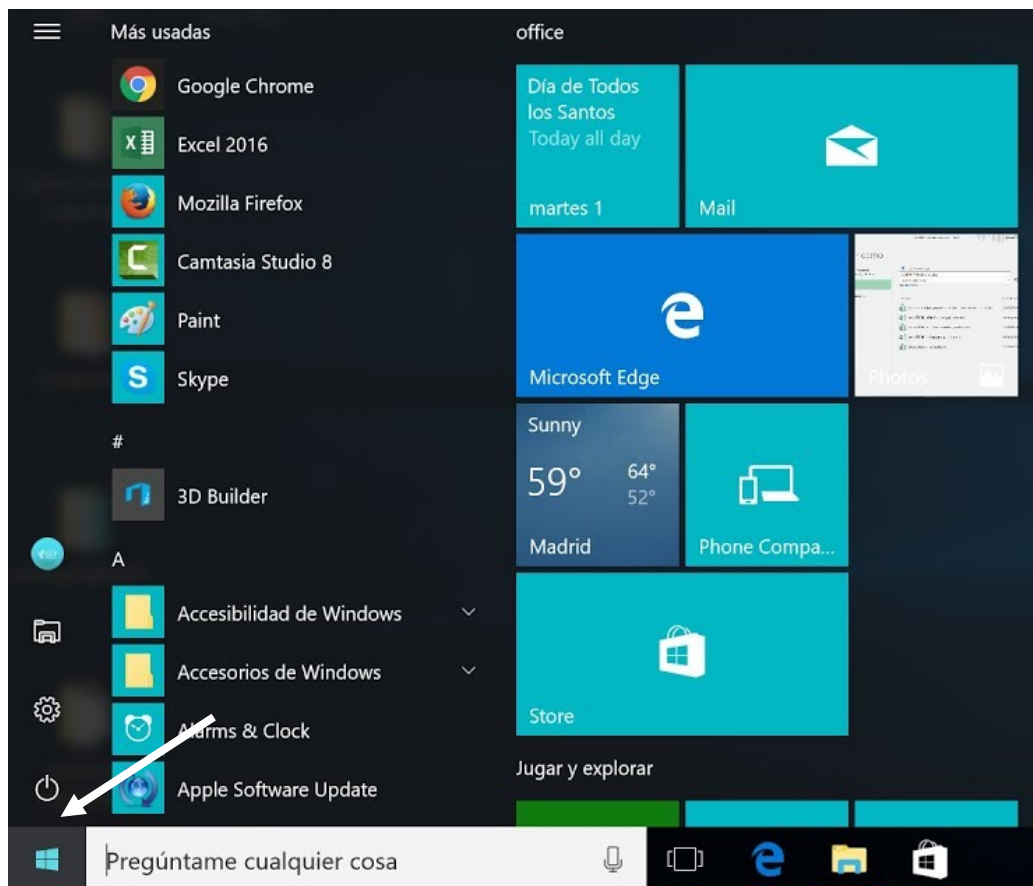 Más usadas
Google Chrome
Excel 2016
Mozilla Firefox
Camtasia Studio 8
Paint
Skype
#
3D Builder
A
Accesibilidad de Windows
Accesorios de Windows
Alarms & Clock
Apple Software Update
office
Día de Todos
los Santos
Today all day
martes 1
Mail
Microsoft Edge
Photos
Sunny
59°
64°
52°
Madrid
Phone Compa...
Store
Jugar y explorar
Pregúntame cualquier cosa